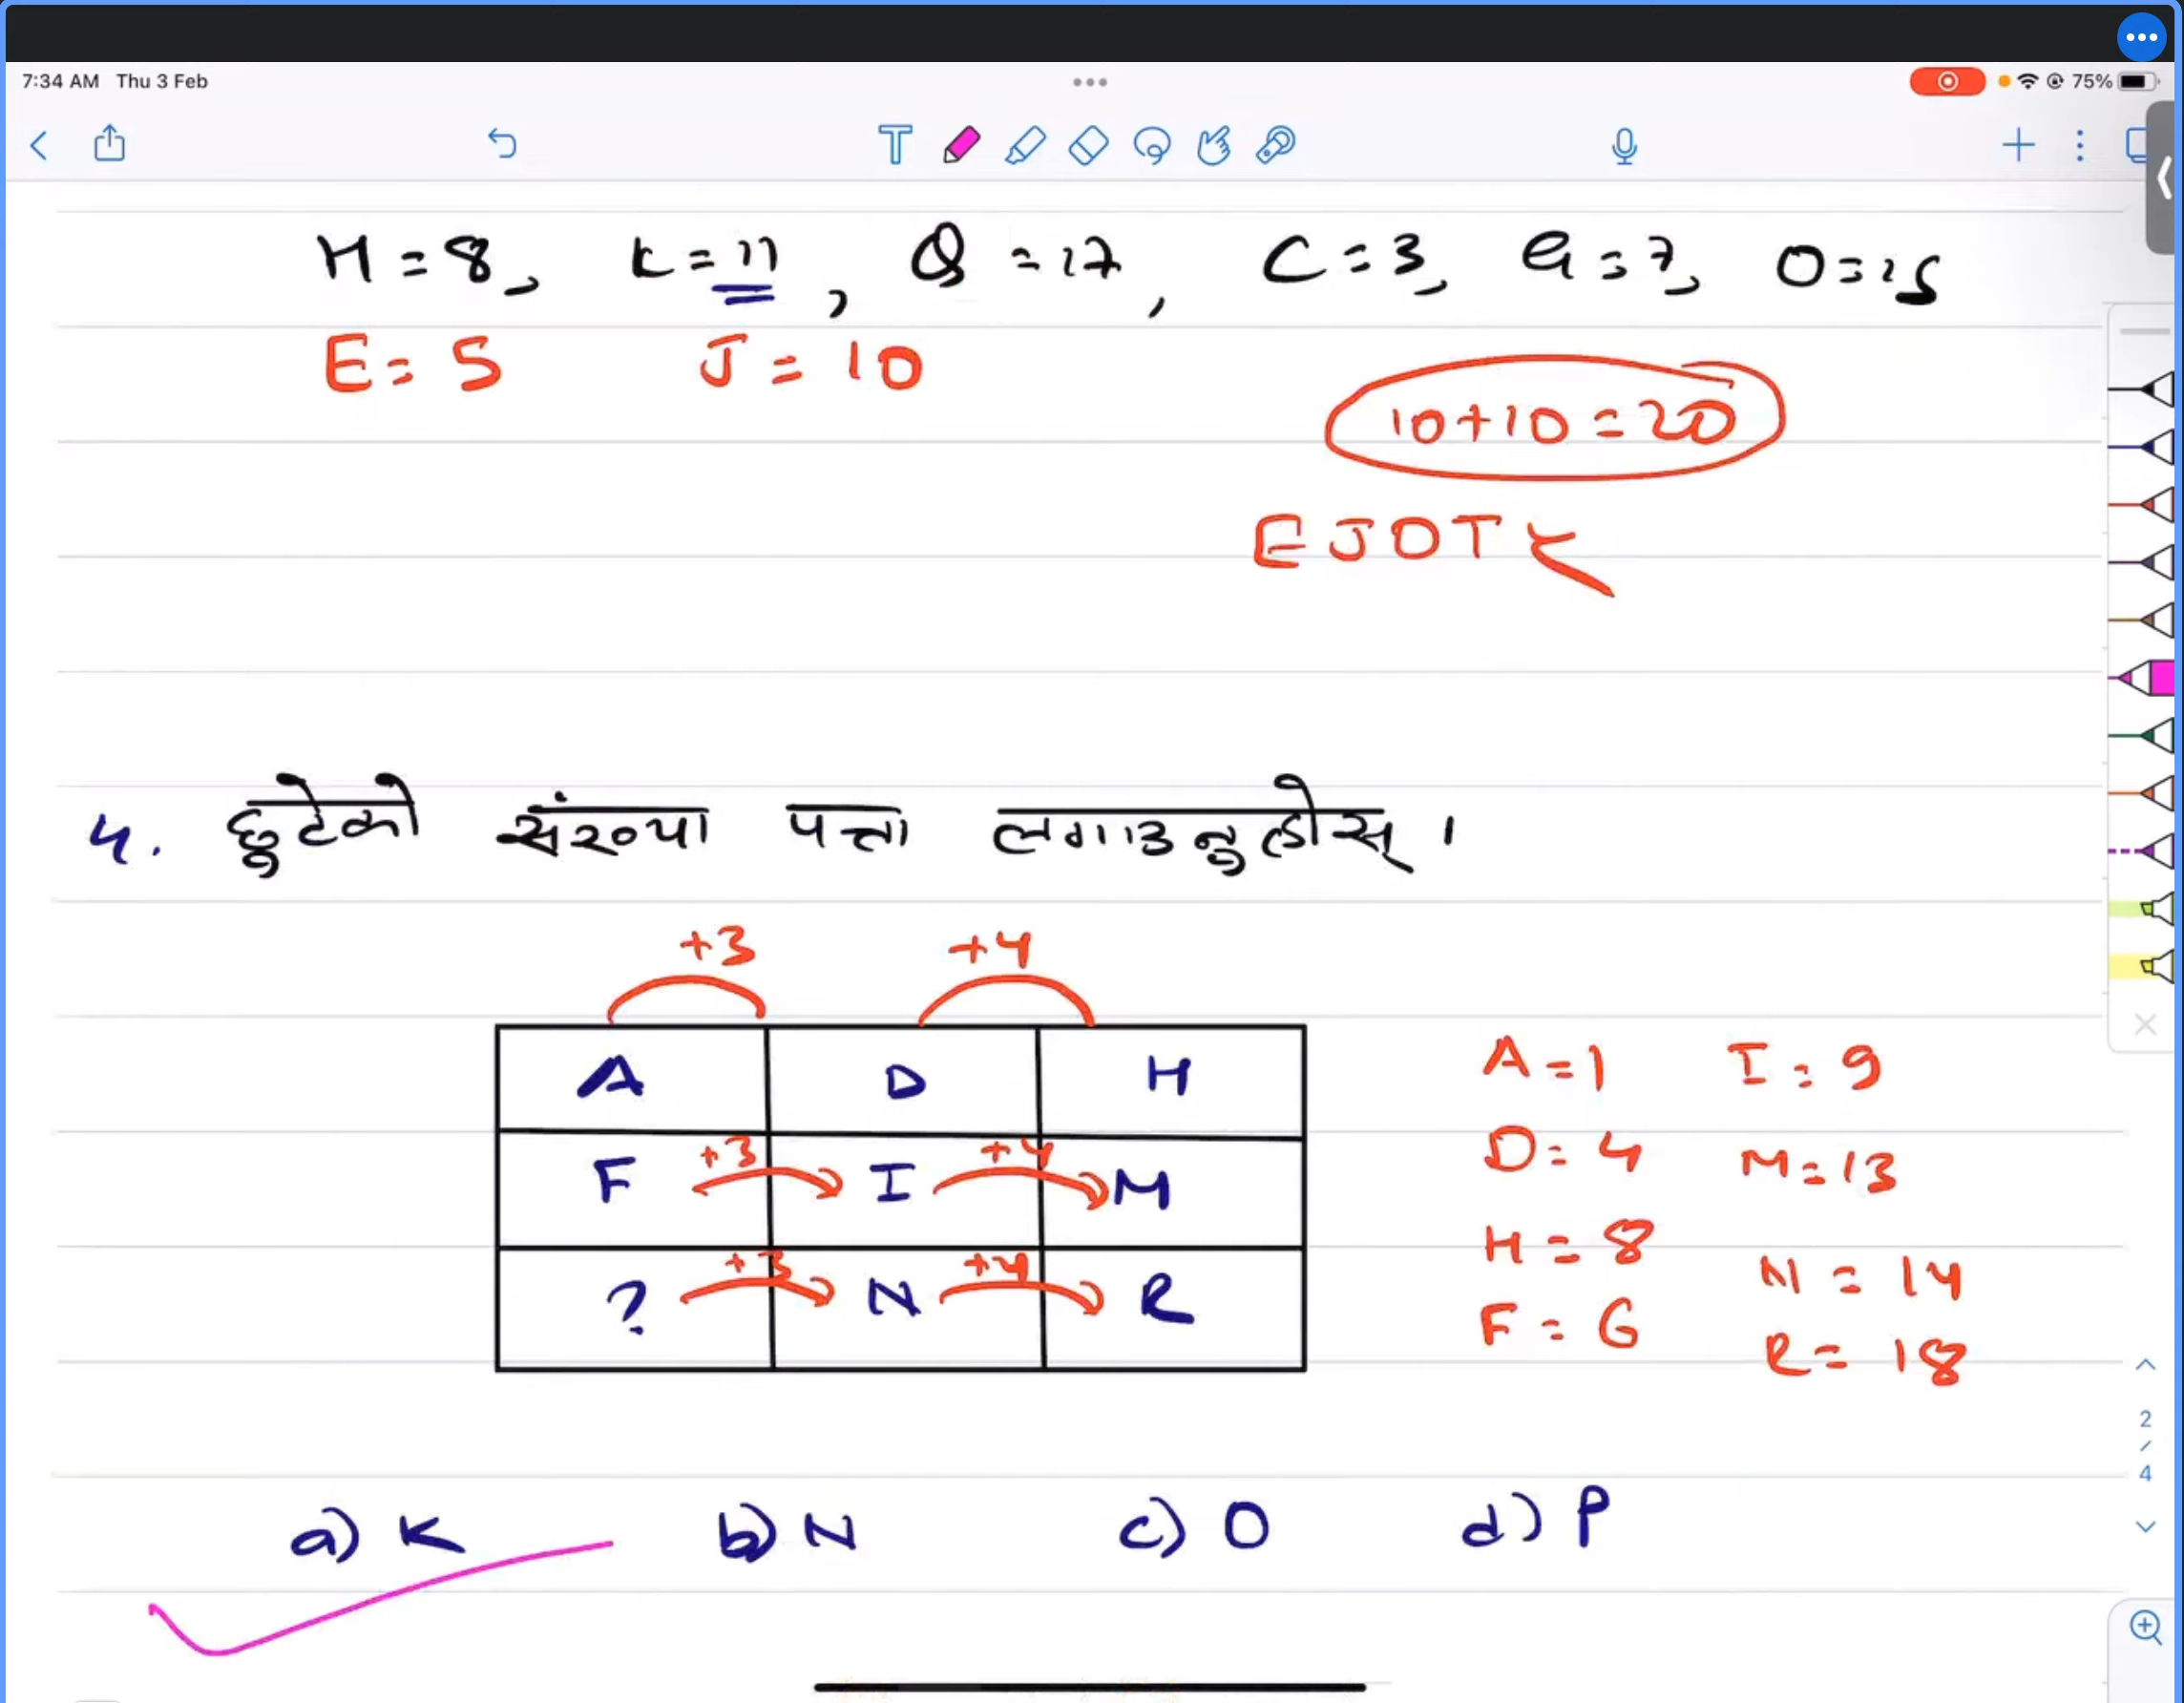 7:34 AM Thu 3 Feb
75%
H = 8, K = 11, Q = 17, C = 3, G = 7, O = 15
E = 5 J = 10
10 + 10 = 20
E J O T Y
4. छुटेको संख्या पत्ता लगाउनुहोस् ।
+3 +4
A D H
+3 +4
F I M
+3 +4
? N R
A = 1 I = 9
D = 4 M = 13
H = 8 N = 14
F = 6 R = 18
a) K b) N c) O d) P
2
/
4